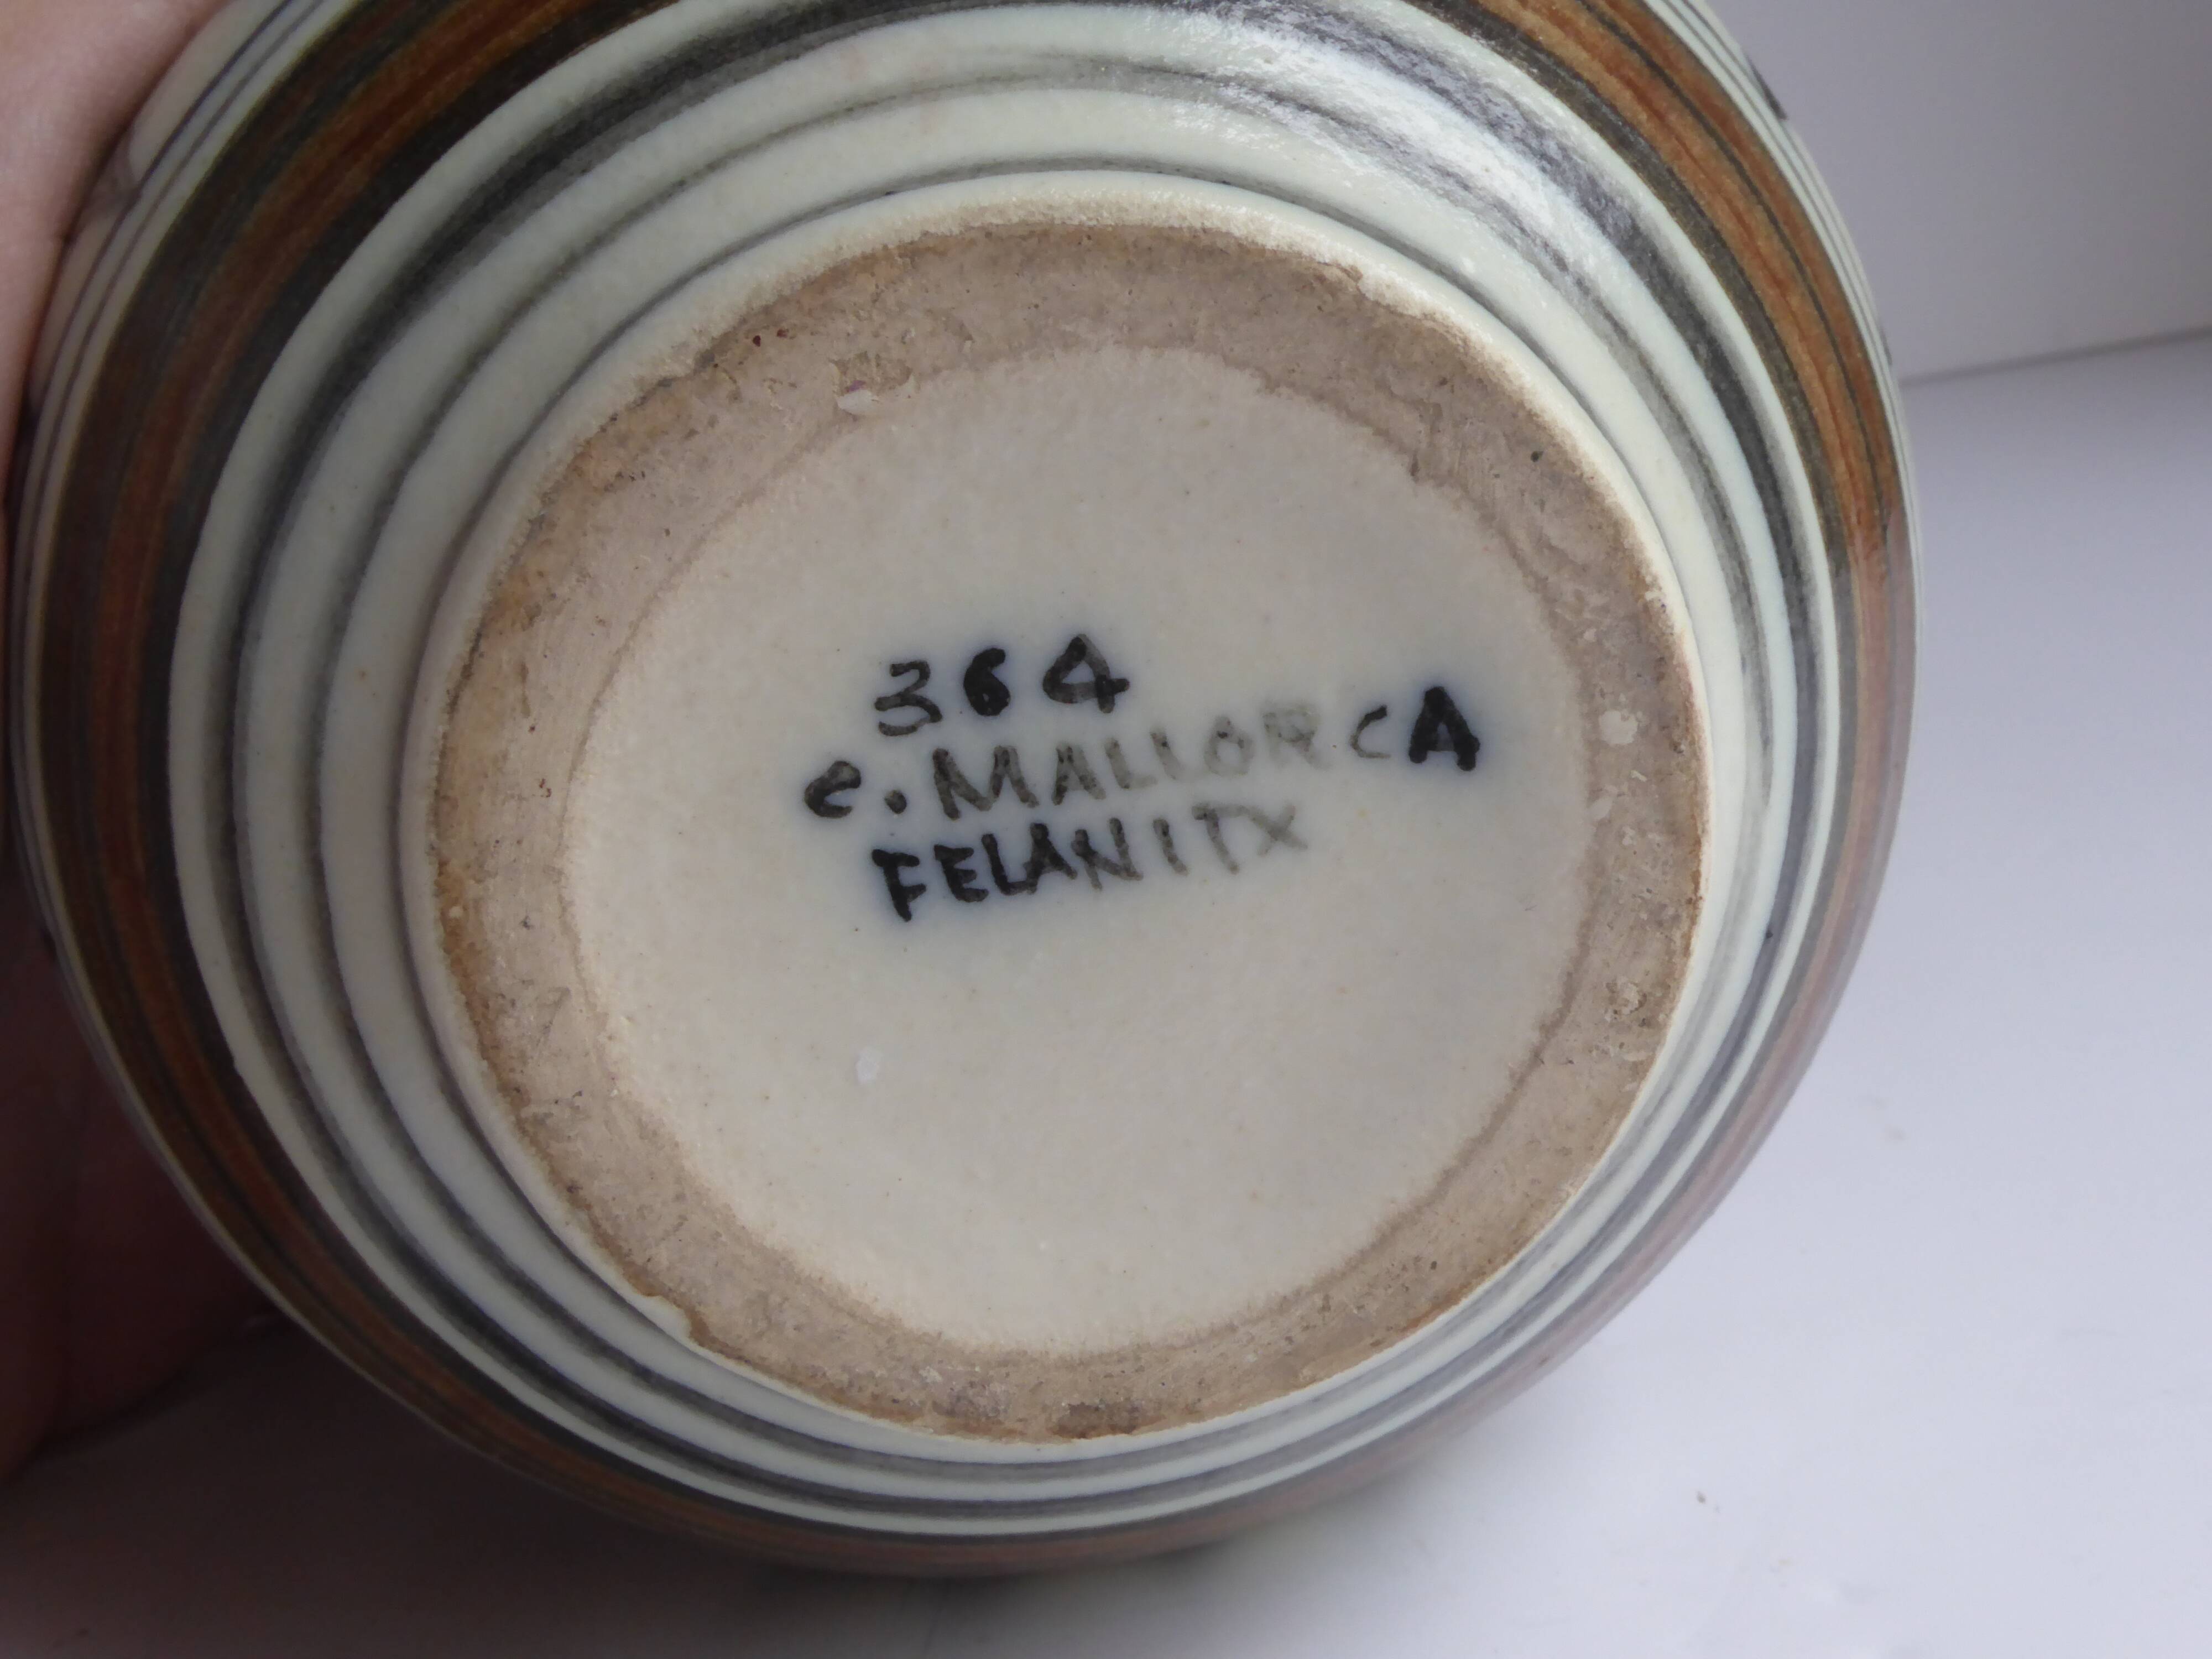 364
C. MALLORCA
FELANITX